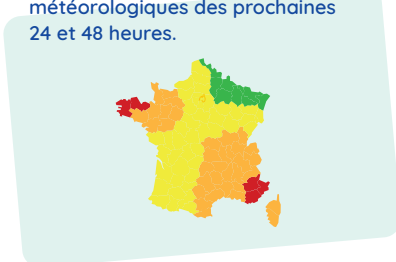 météorologiques des prochaines
24 et 48 heures.